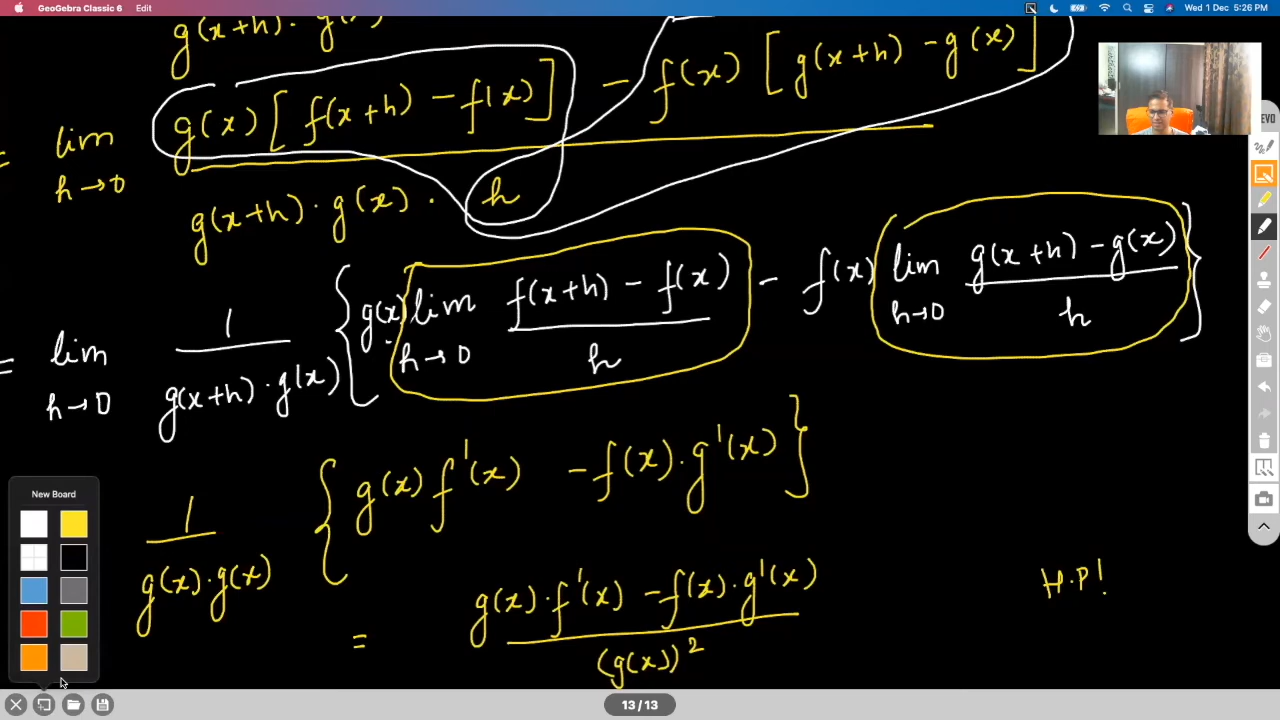 GeoGebra Classic 6 Edit Wed 1 Dec 5:26 PM
g(x+h) · g(x)
= lim h→0 g(x) [ f(x+h) − f(x) ] − f(x) [ g(x+h) − g(x) ]
g(x+h) · g(x) · h
= lim h→0 1 / g(x+h) · g(x) { g(x) lim h→0 f(x+h) − f(x) / h − f(x) lim h→0 g(x+h) − g(x) / h }
1 / g(x) · g(x) { g(x) f'(x) − f(x) · g'(x) }
= g(x) · f'(x) − f(x) · g'(x) / (g(x))²
H.P!
New Board
13 / 13